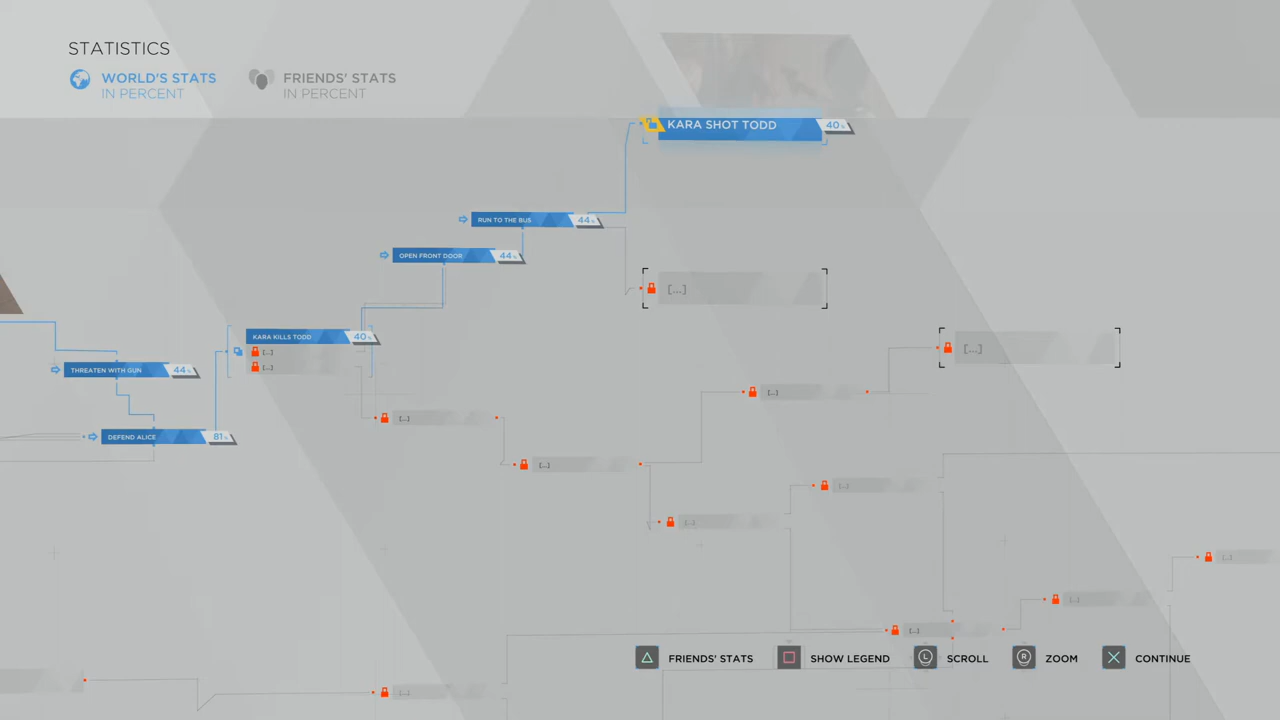 STATISTICS
WORLD'S STATS
IN PERCENT
FRIENDS' STATS
IN PERCENT
KARA SHOT TODD
40%
RUN TO THE BUS
44%
OPEN FRONT DOOR
44%
[...]
KARA KILLS TODD
40%
[...]
[...]
[...]
THREATEN WITH GUN
44%
[...]
[...]
DEFEND ALICE
81%
[...]
[...]
[...]
[...]
[...]
[...]
[...]
FRIENDS' STATS
SHOW LEGEND
L
SCROLL
R
ZOOM
CONTINUE
[...]